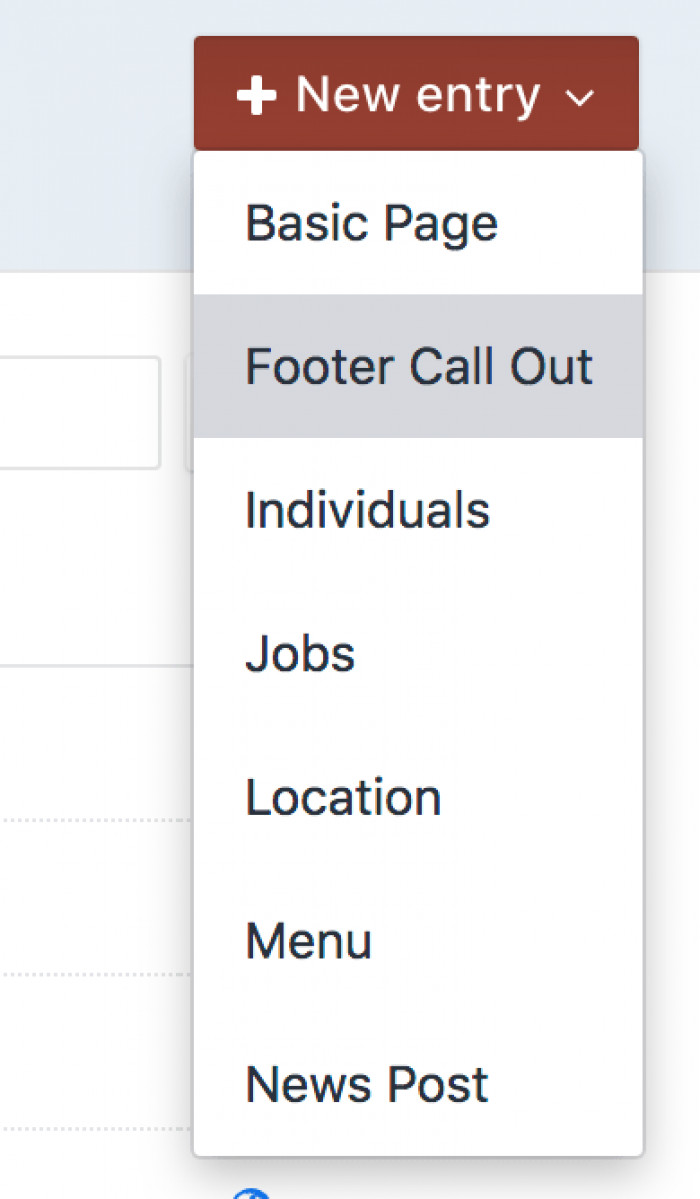 New entry
Basic Page
Footer Call Out
Individuals
Jobs
Location
Menu
News Post